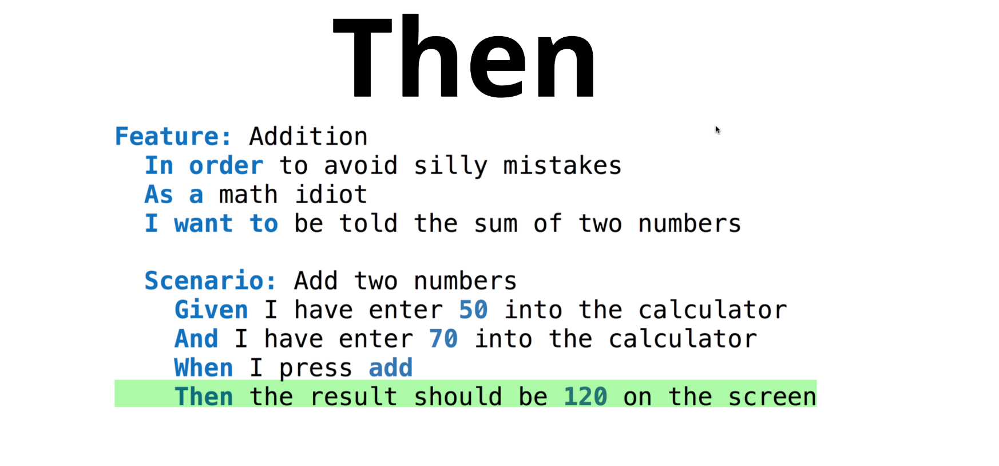 Then
Feature: Addition
In order to avoid silly mistakes
As a math idiot
I want to be told the sum of two numbers
Scenario: Add two numbers
Given I have enter 50 into the calculator
And I have enter 70 into the calculator
When I press add
Then the result should be 120 on the screen